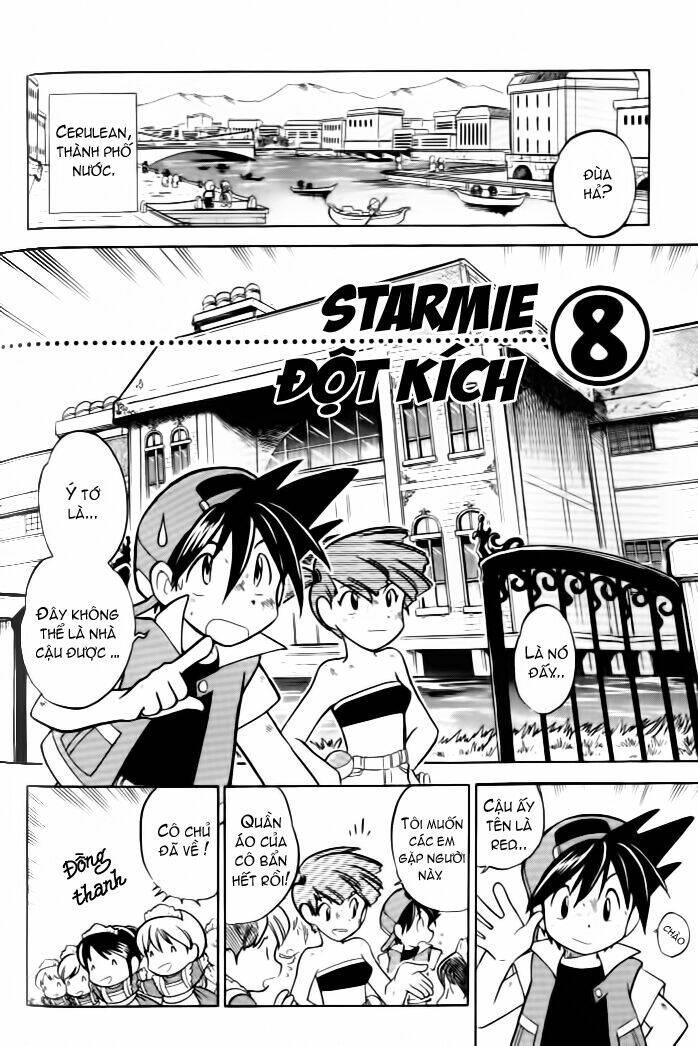 CERULEAN,
THÀNH PHỐ
NƯỚC.
ĐÙA
HẢ?
STARMIE
ĐỘT KÍCH
8
Ý TỚ
LÀ...
ĐÂY KHÔNG
THỂ LÀ NHÀ
CẬU ĐƯỢC ...
LÀ NÓ
ĐẤY..
Đồng
thanh
CÔ CHỦ
ĐÃ VỀ !
QUẦN
ÁO CỦA
CÔ BẨN
HẾT RỒI!
TÔI MUỐN
CÁC EM
GẶP NGƯỜI
NÀY
CẬU ẤY
TÊN LÀ
RED..
CHÀO